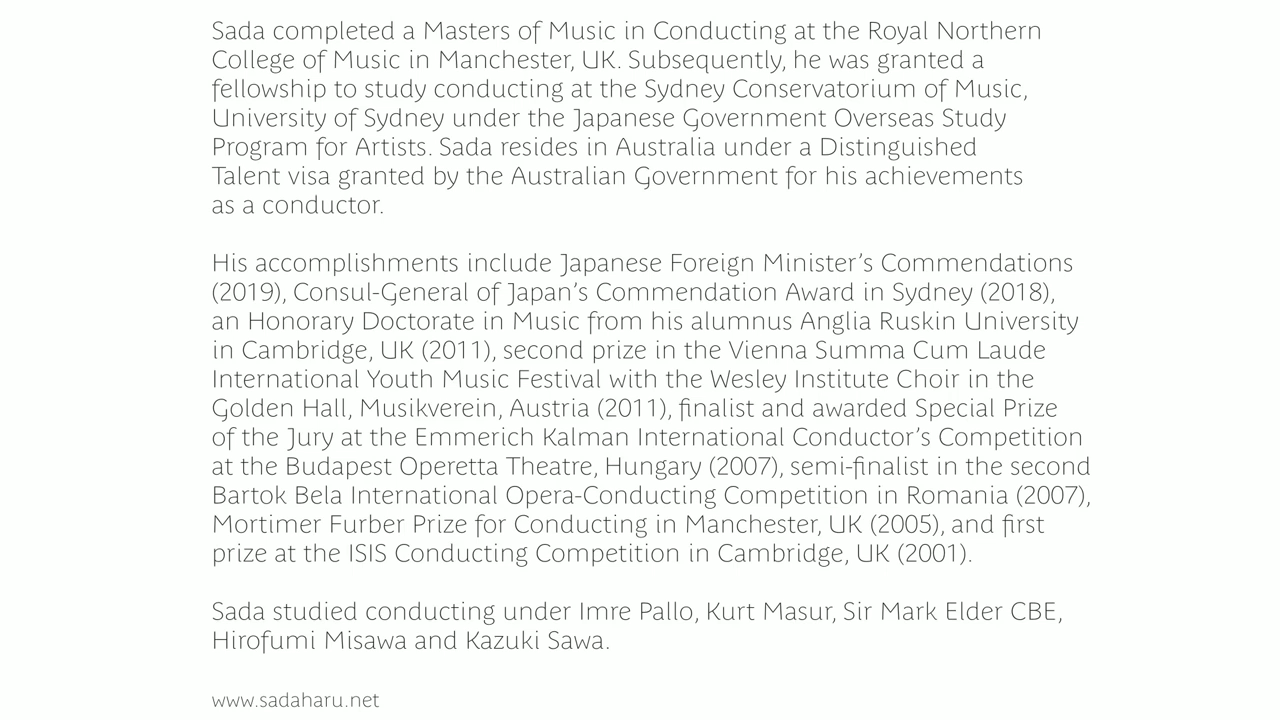 Sada completed a Masters of Music in Conducting at the Royal Northern
College of Music in Manchester, UK. Subsequently, he was granted a
fellowship to study conducting at the Sydney Conservatorium of Music,
University of Sydney under the Japanese Government Overseas Study
Program for Artists. Sada resides in Australia under a Distinguished
Talent visa granted by the Australian Government for his achievements
as a conductor.

His accomplishments include Japanese Foreign Minister’s Commendations
(2019), Consul-General of Japan’s Commendation Award in Sydney (2018),
an Honorary Doctorate in Music from his alumnus Anglia Ruskin University
in Cambridge, UK (2011), second prize in the Vienna Summa Cum Laude
International Youth Music Festival with the Wesley Institute Choir in the
Golden Hall, Musikverein, Austria (2011), finalist and awarded Special Prize
of the Jury at the Emmerich Kalman International Conductor’s Competition
at the Budapest Operetta Theatre, Hungary (2007), semi-finalist in the second
Bartok Bela International Opera-Conducting Competition in Romania (2007),
Mortimer Furber Prize for Conducting in Manchester, UK (2005), and first
prize at the ISIS Conducting Competition in Cambridge, UK (2001).

Sada studied conducting under Imre Pallo, Kurt Masur, Sir Mark Elder CBE,
Hirofumi Misawa and Kazuki Sawa.

www.sadaharu.net